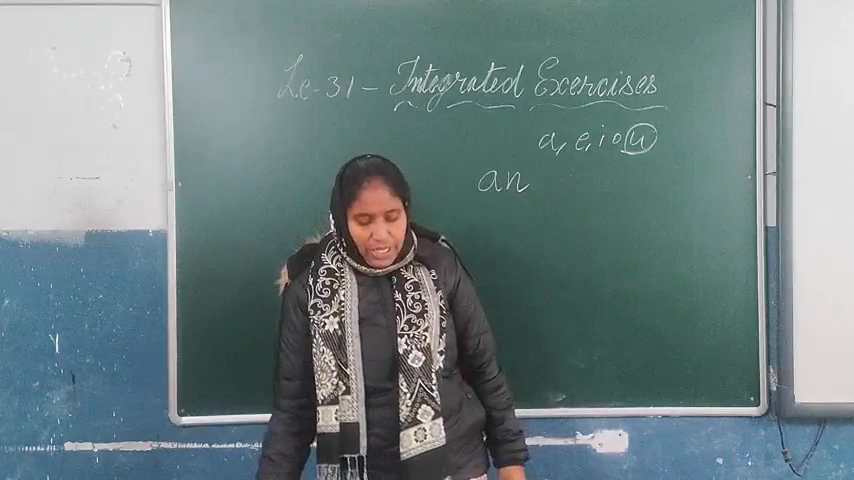 Le-31- Integrated Exercises
a, e, i o u
an